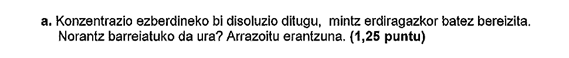 a. Konzentrazio ezberdineko bi disoluzio ditugu, mintz erdiragazkor batez bereizita.
Norantz barreiatuko da ura? Arrazoitu erantzuna. (1,25 puntu)